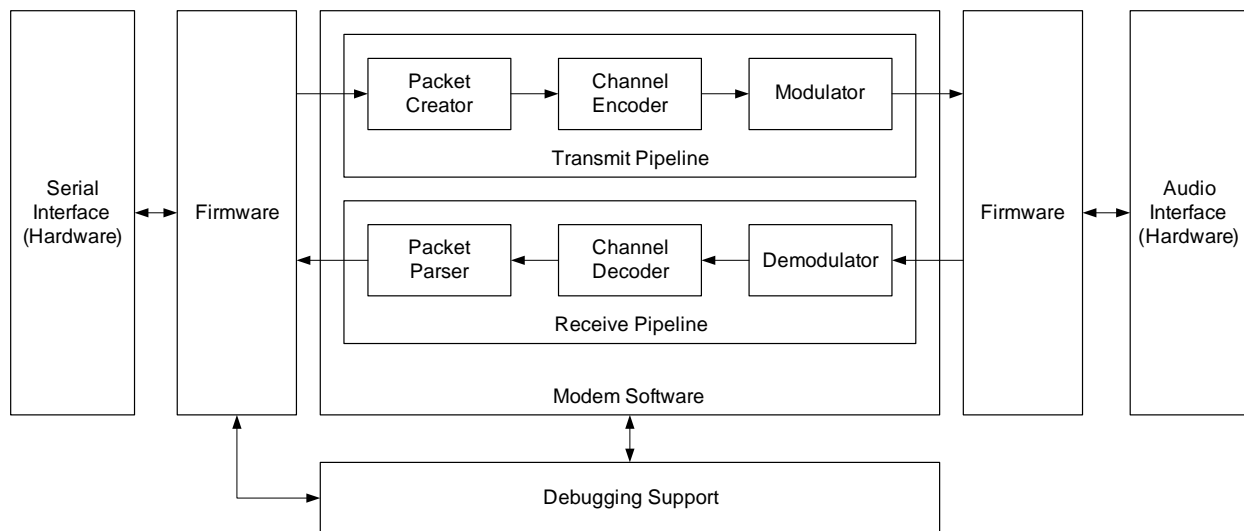 Serial
Interface
(Hardware)
Firmware
Packet
Creator
Channel
Encoder
Modulator
Transmit Pipeline
Packet
Parser
Channel
Decoder
Demodulator
Receive Pipeline
Modem Software
Firmware
Audio
Interface
(Hardware)
Debugging Support